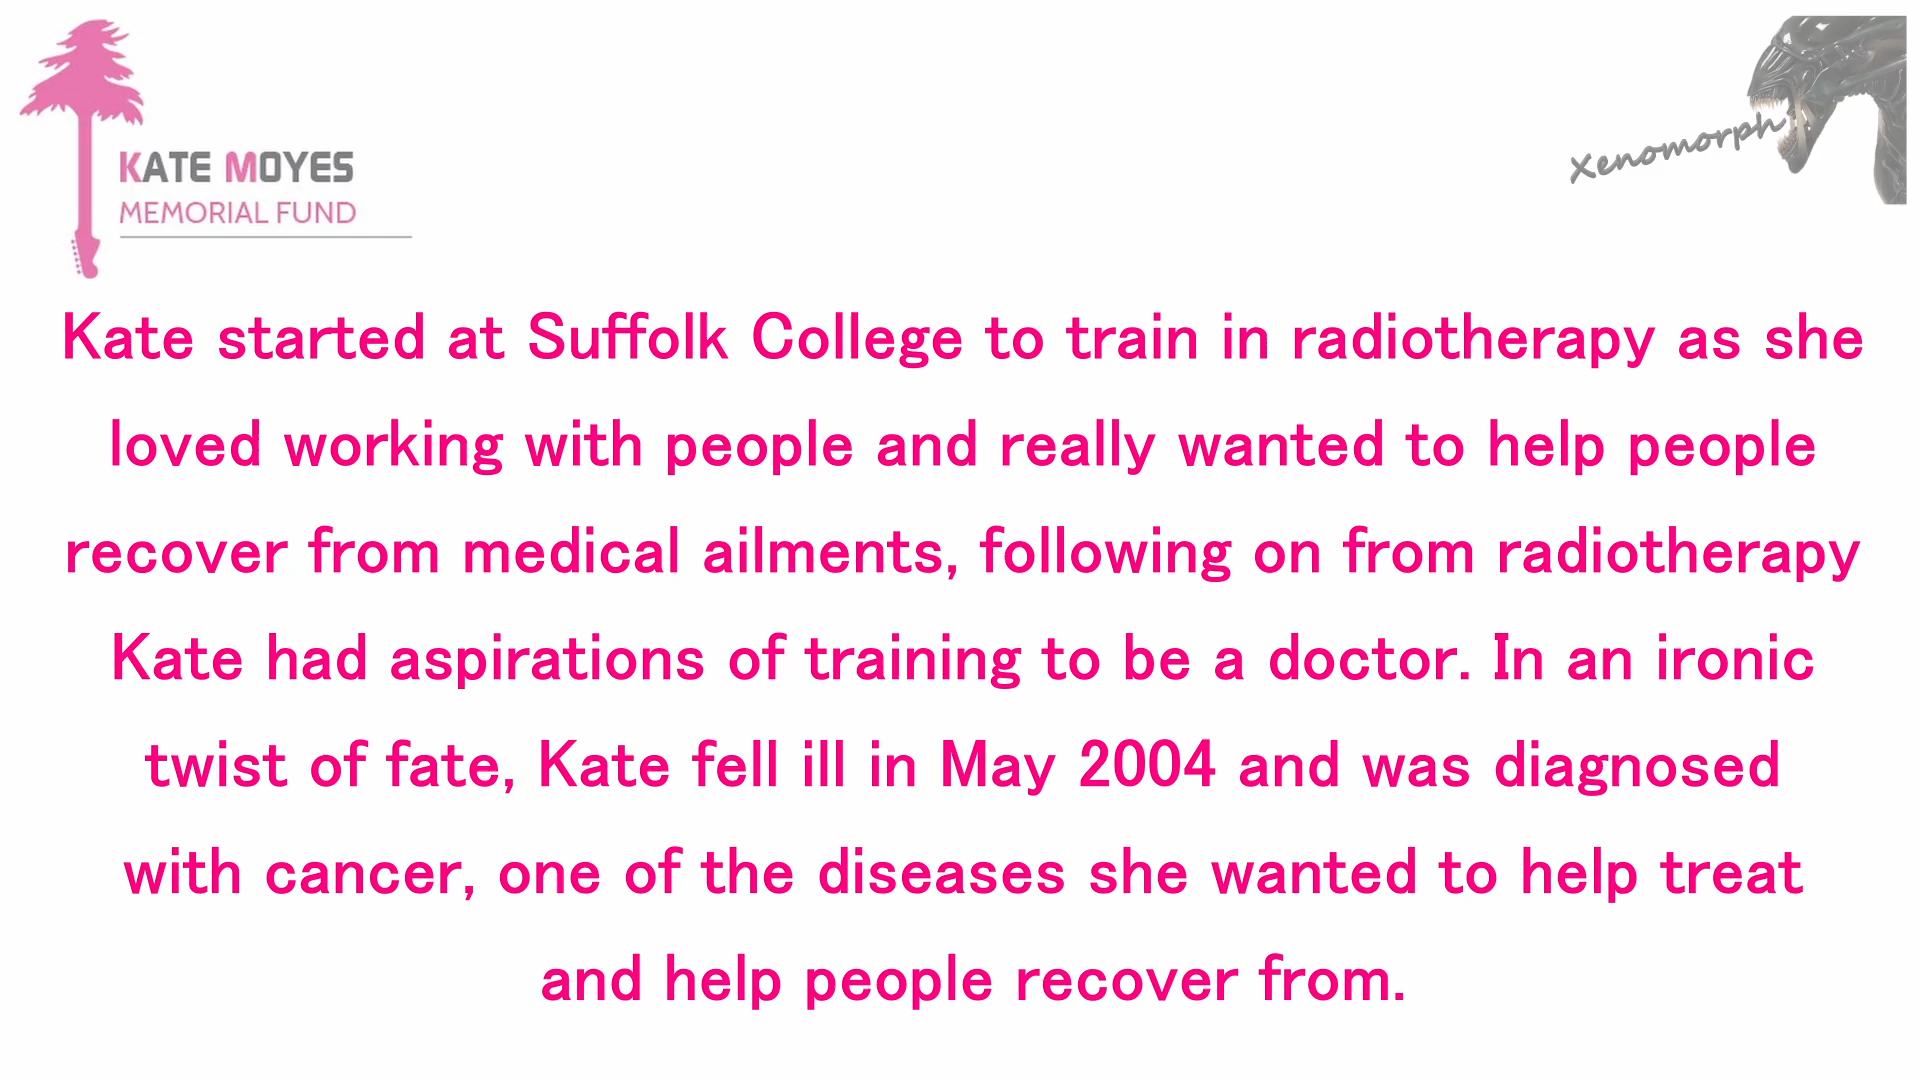 KATE MOYES
MEMORIAL FUND
Xenomorph
Kate started at Suffolk College to train in radiotherapy as she
loved working with people and really wanted to help people
recover from medical ailments, following on from radiotherapy
Kate had aspirations of training to be a doctor. In an ironic
twist of fate, Kate fell ill in May 2004 and was diagnosed
with cancer, one of the diseases she wanted to help treat
and help people recover from.